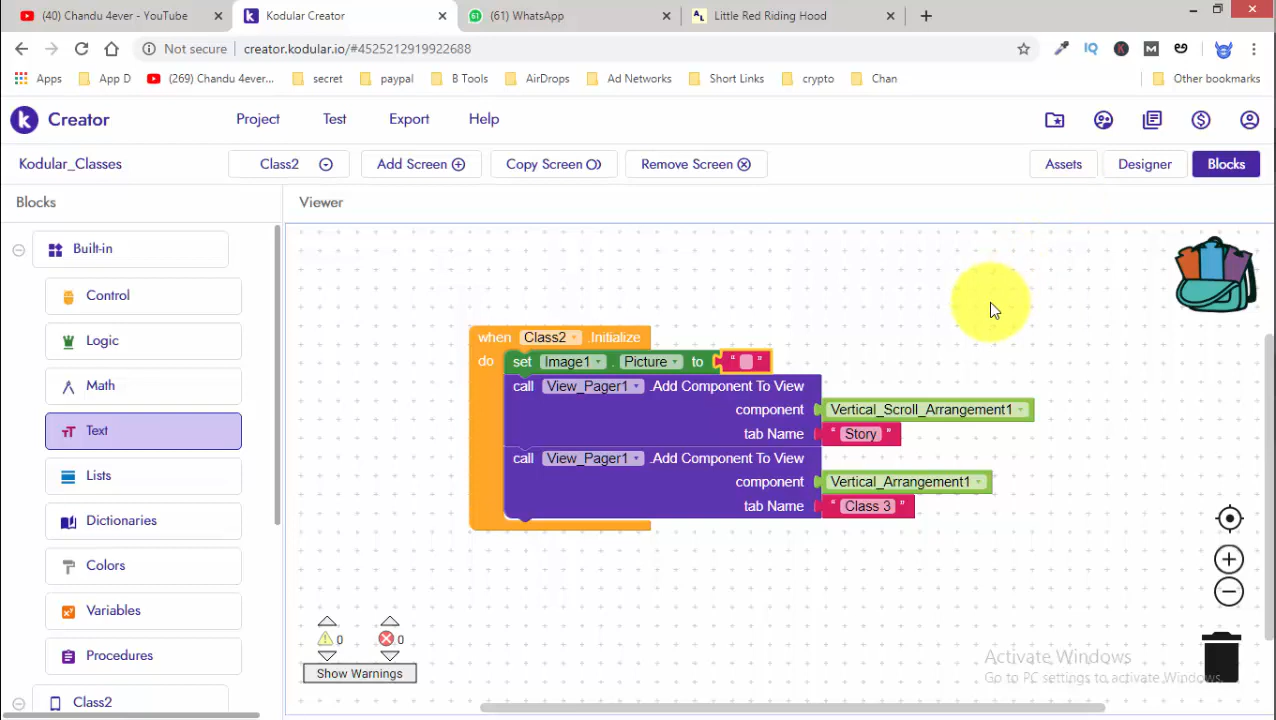 (40) Chandu 4ever - YouTube
Kodular Creator
(61) WhatsApp
AL Little Red Riding Hood
Not secure creator.kodular.io/#4525212919922688
IQ
Apps
App D
(269) Chandu 4ever...
secret
paypal
B Tools
AirDrops
Ad Networks
Short Links
crypto
Chan
Other bookmarks
k Creator Project Test Export Help
Kodular_Classes Class2 Add Screen Copy Screen Remove Screen Assets Designer Blocks
Blocks Viewer
Built-in
Control
Logic
Math
Text
Lists
Dictionaries
Colors
Variables
Procedures
Class2
when Class2 .Initialize
do set Image1 . Picture to " "
call View_Pager1 .Add Component To View
component Vertical_Scroll_Arrangement1
tab Name " Story "
call View_Pager1 .Add Component To View
component Vertical_Arrangement1
tab Name " Class 3 "
0 0
Show Warnings
Activate Windows
Go to PC settings to activate Windows.